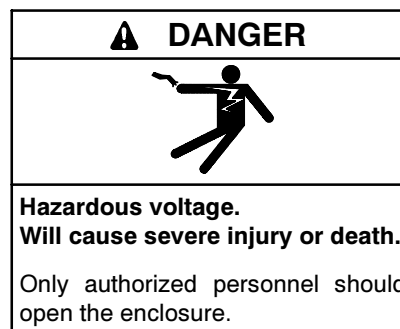 DANGER
Hazardous voltage.
Will cause severe injury or death.
Only authorized personnel should
open the enclosure.